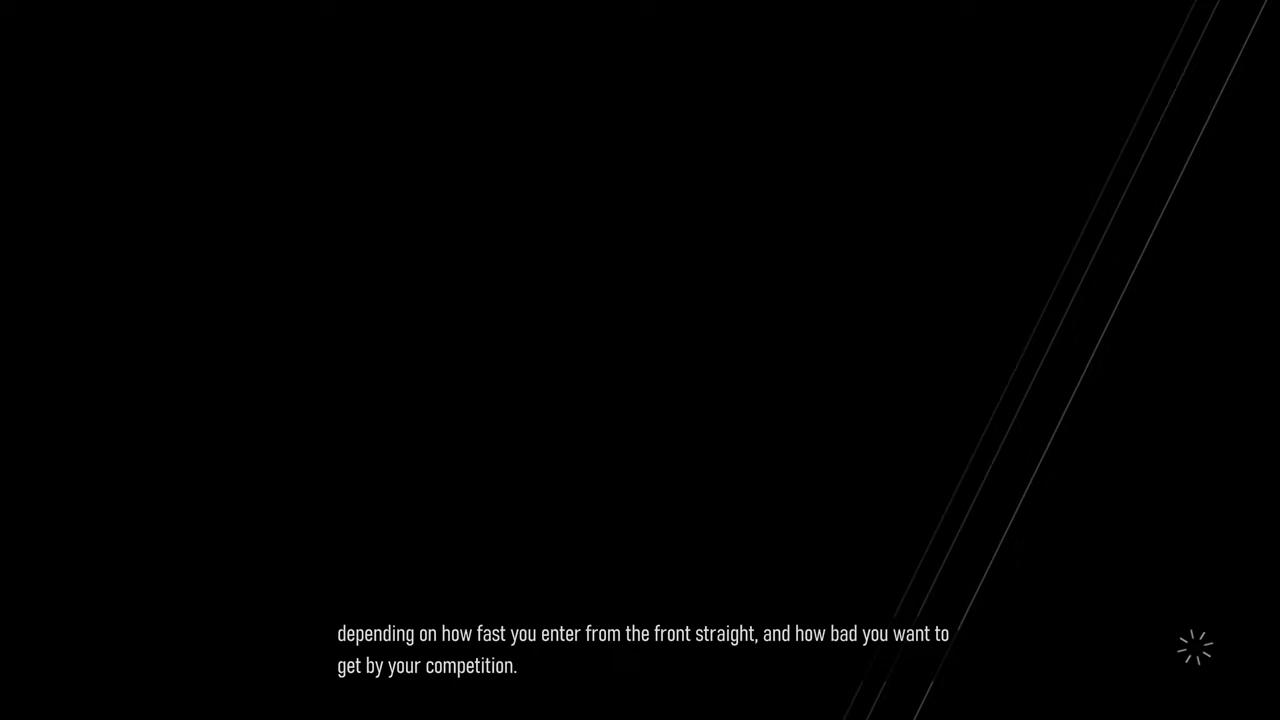 depending on how fast you enter from the front straight, and how bad you want to
get by your competition.